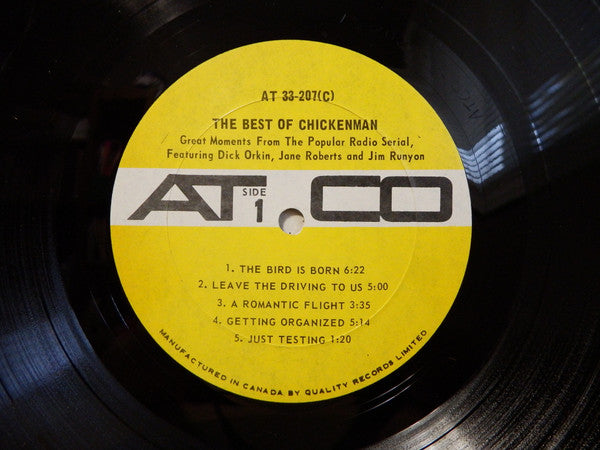 AT 33-207(C)
THE BEST OF CHICKENMAN
Great Moments From The Popular Radio Serial,
Featuring Dick Orkin, Jane Roberts and Jim Runyon
ATCO
SIDE
1
1. THE BIRD IS BORN 6:22
2. LEAVE THE DRIVING TO US 5:00
3. A ROMANTIC FLIGHT 3:35
4. GETTING ORGANIZED 5:14
5. JUST TESTING 1:20
MANUFACTURED IN CANADA BY QUALITY RECORDS LIMITED